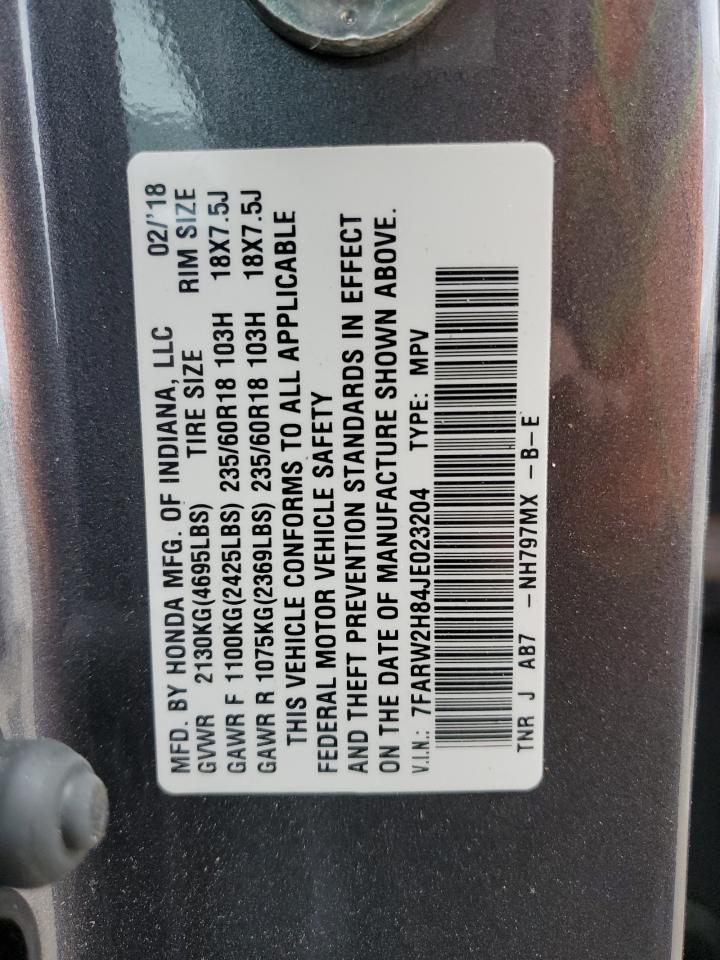 MFD. BY HONDA MFG. OF INDIANA, LLC 02/'18
GVWR 2130KG(4695LBS) TIRE SIZE RIM SIZE
GAWR F 1100KG(2425LBS) 235/60R18 103H 18X7.5J
GAWR R 1075KG(2369LBS) 235/60R18 103H 18X7.5J
THIS VEHICLE CONFORMS TO ALL APPLICABLE
FEDERAL MOTOR VEHICLE SAFETY
AND THEFT PREVENTION STANDARDS IN EFFECT
ON THE DATE OF MANUFACTURE SHOWN ABOVE.
V.I.N.: 7FARW2H84JE023204 TYPE: MPV
TNR J AB7 -NH797MX -B-E